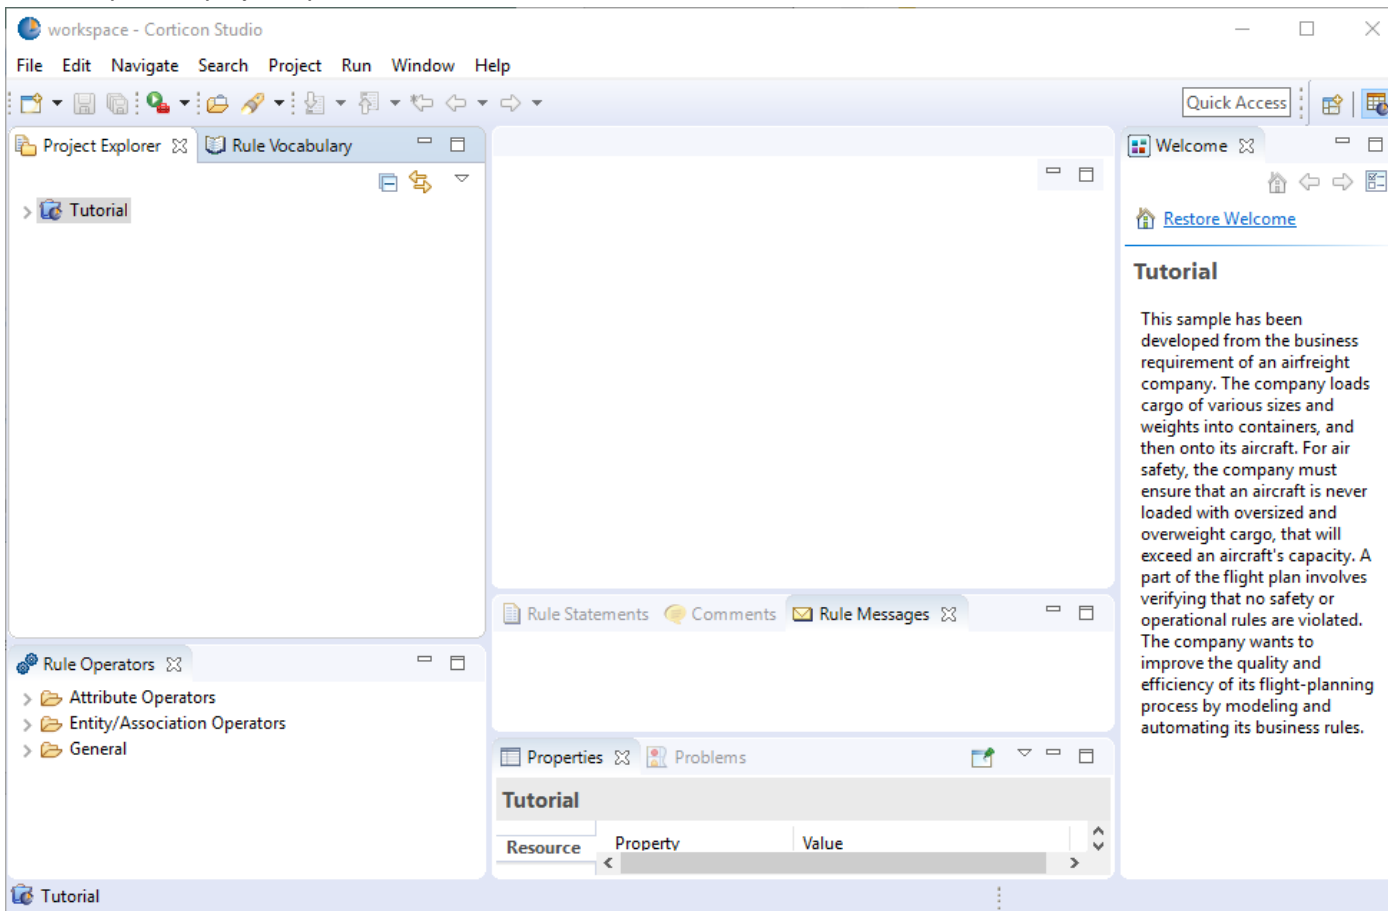 workspace - Corticon Studio
File Edit Navigate Search Project Run Window Help
Quick Access
Project Explorer
Rule Vocabulary
Tutorial
Rule Operators
Attribute Operators
Entity/Association Operators
General
Rule Statements
Comments
Rule Messages
Properties
Problems
Tutorial
Resource
Property
Value
Welcome
Restore Welcome
Tutorial
This sample has been
developed from the business
requirement of an airfreight
company. The company loads
cargo of various sizes and
weights into containers, and
then onto its aircraft. For air
safety, the company must
ensure that an aircraft is never
loaded with oversized and
overweight cargo, that will
exceed an aircraft's capacity. A
part of the flight plan involves
verifying that no safety or
operational rules are violated.
The company wants to
improve the quality and
efficiency of its flight-planning
process by modeling and
automating its business rules.
Tutorial